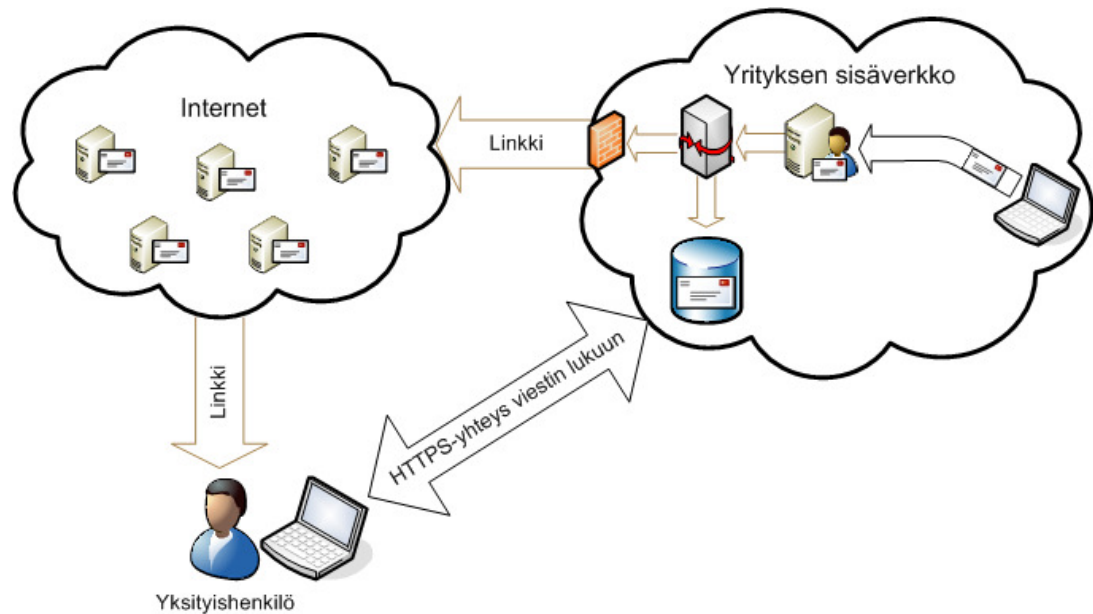 Internet
Yrityksen sisäverkko
Linkki
Linkki
HTTPS-yhteys viestin lukuun
Yksityishenkilö